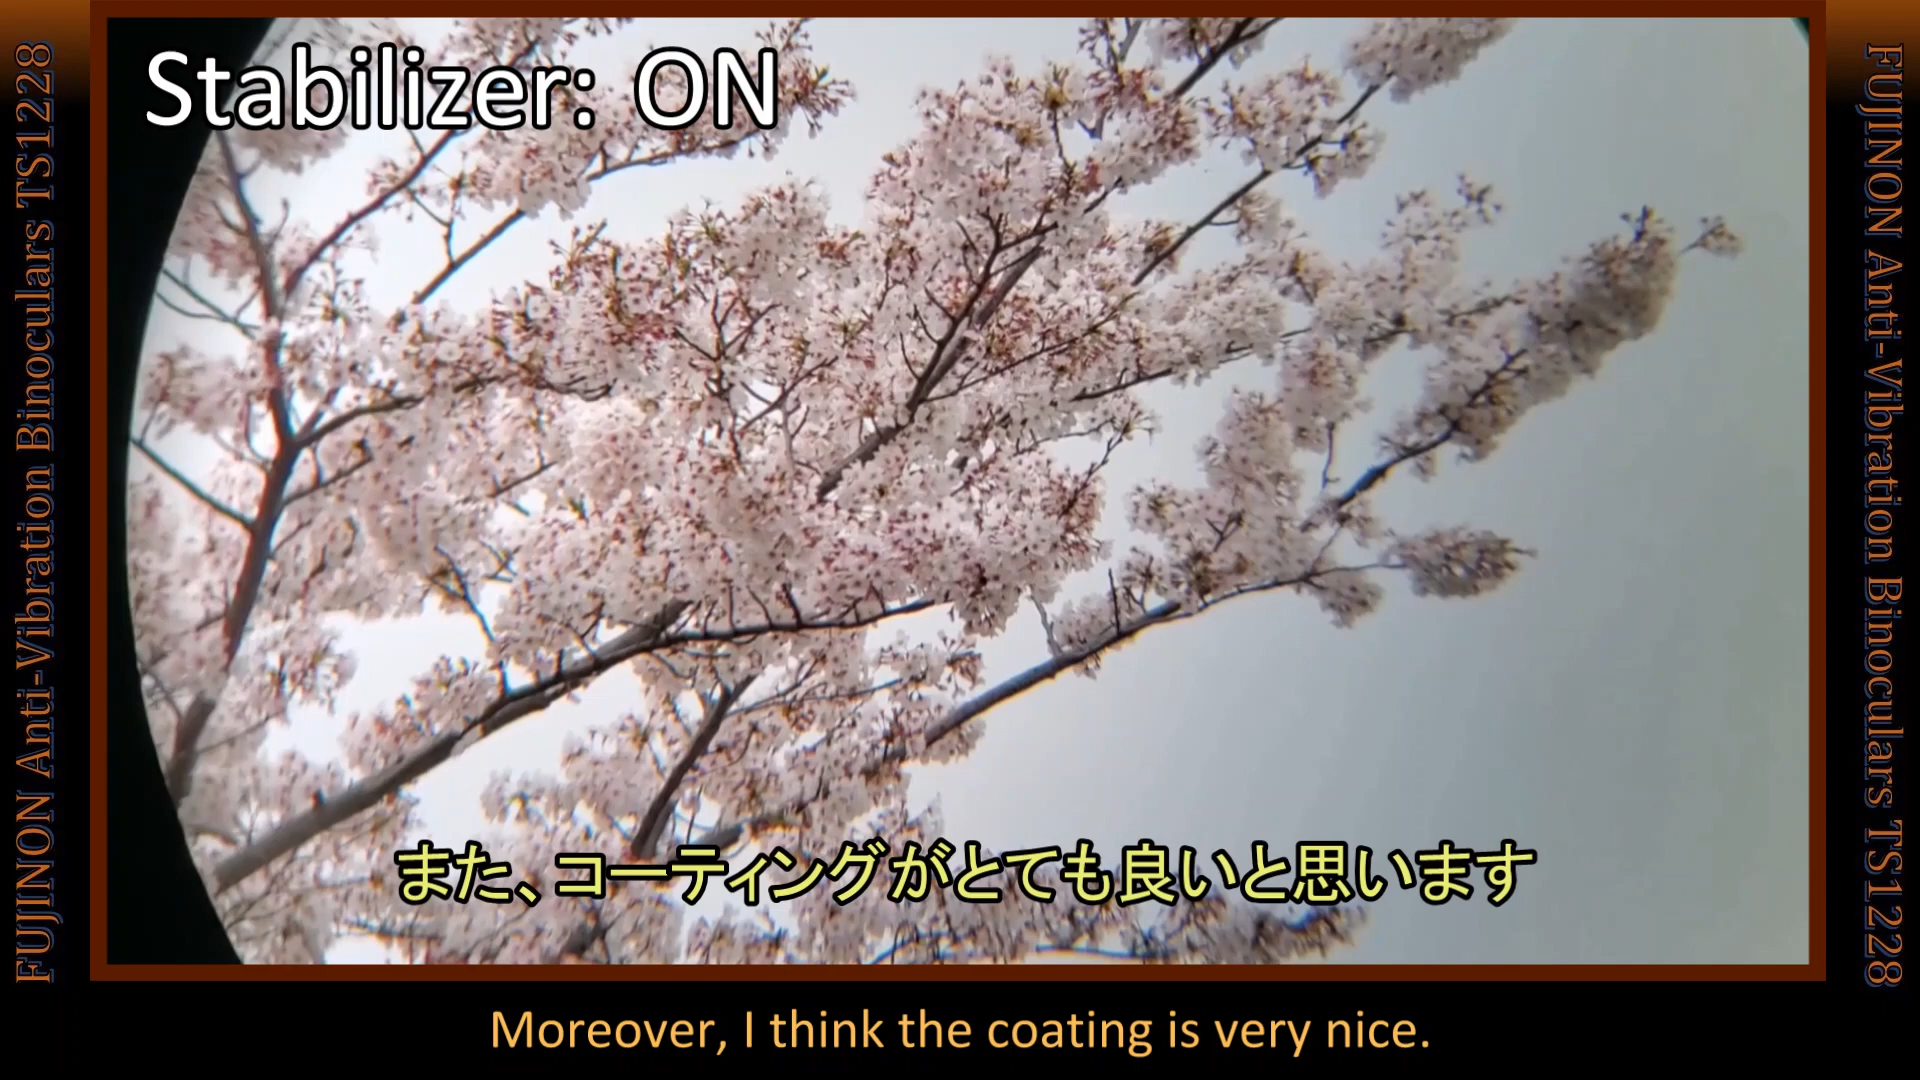 Stabilizer: ON
FUJINON Anti-Vibration Binoculars TS1228
FUJINON Anti-Vibration Binoculars TS1228
また、コーティングがとても良いと思います
Moreover, I think the coating is very nice.